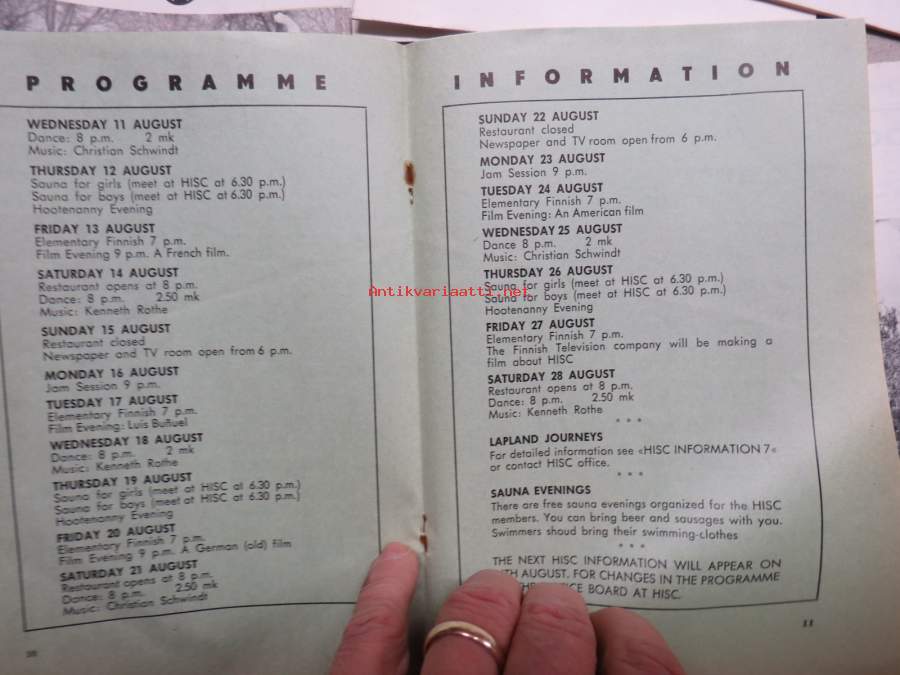 PROGRAMME
WEDNESDAY 11 AUGUST
Dance: 8 p.m. 2 mk
Music: Christian Schwindt
THURSDAY 12 AUGUST
Sauna for girls (meet at HISC at 6.30 p.m.)
Sauna for boys (meet at HISC at 6.30 p.m.)
Hootenanny Evening
FRIDAY 13 AUGUST
Elementary Finnish 7 p.m.
Film Evening 9 p.m. A French film.
SATURDAY 14 AUGUST
Restaurant opens at 8 p.m.
Dance: 8 p.m. 2.50 mk
Music: Kenneth Rothe
SUNDAY 15 AUGUST
Restaurant closed
Newspaper and TV room open from 6 p.m.
MONDAY 16 AUGUST
Jam Session 9 p.m.
TUESDAY 17 AUGUST
Elementary Finnish 7 p.m.
Film Evening: Luis Buñuel
WEDNESDAY 18 AUGUST
Dance: 8 p.m. 2 mk
Music: Kenneth Rothe
THURSDAY 19 AUGUST
Sauna for girls (meet at HISC at 6.30 p.m.)
Sauna for boys (meet at HISC at 6.30 p.m.)
Hootenanny Evening
FRIDAY 20 AUGUST
Elementary Finnish 7 p.m.
Film Evening 9 p.m. A German (old) film
SATURDAY 21 AUGUST
Restaurant opens at 8 p.m.
Dance: 8 p.m. 2.50 mk
Music: Christian Schwindt
INFORMATION
SUNDAY 22 AUGUST
Restaurant closed
Newspaper and TV room open from 6 p.m.
MONDAY 23 AUGUST
Jam Session 9 p.m.
TUESDAY 24 AUGUST
Elementary Finnish 7 p.m.
Film Evening: An American film
WEDNESDAY 25 AUGUST
Dance 8 p.m. 2 mk
Music: Christian Schwindt
THURSDAY 26 AUGUST
Sauna for girls (meet at HISC at 6.30 p.m.)
Sauna for boys (meet at HISC at 6.30 p.m.)
Hootenanny Evening
FRIDAY 27 AUGUST
Elementary Finnish 7 p.m.
The Finnish Television company will be making a
film about HISC
SATURDAY 28 AUGUST
Restaurant opens at 8 p.m.
Dance: 8 p.m. 2.50 mk
Music: Kenneth Rothe
* * *
LAPLAND JOURNEYS
For detailed information see «HISC INFORMATION 7«
or contact HISC office.
* * *
SAUNA EVENINGS
There are free sauna evenings organized for the HISC
members. You can bring beer and sausages with you.
Swimmers shoud bring their swimming-clothes
* * *
THE NEXT HISC INFORMATION WILL APPEAR ON
AUGUST. FOR CHANGES IN THE PROGRAMME
BOARD AT HISC.
11
Antikvariaatti.net